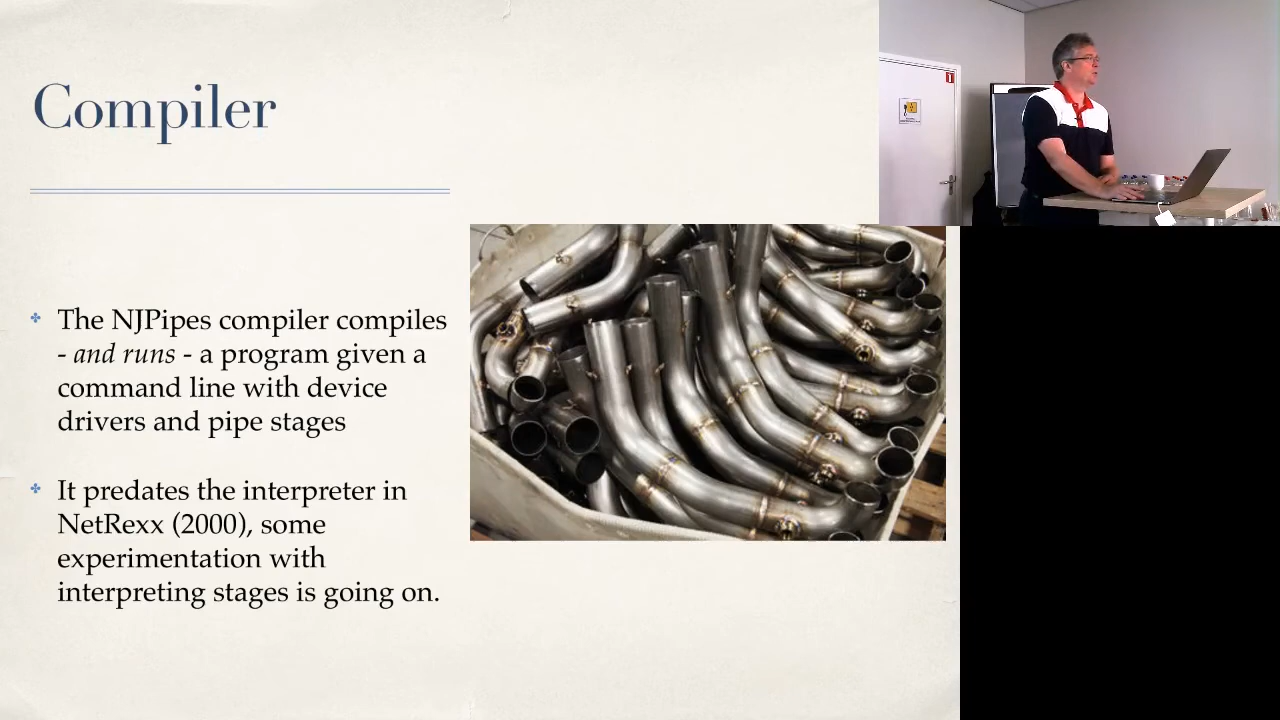 Compiler
The NJPipes compiler compiles
- and runs - a program given a
command line with device
drivers and pipe stages
It predates the interpreter in
NetRexx (2000), some
experimentation with
interpreting stages is going on.